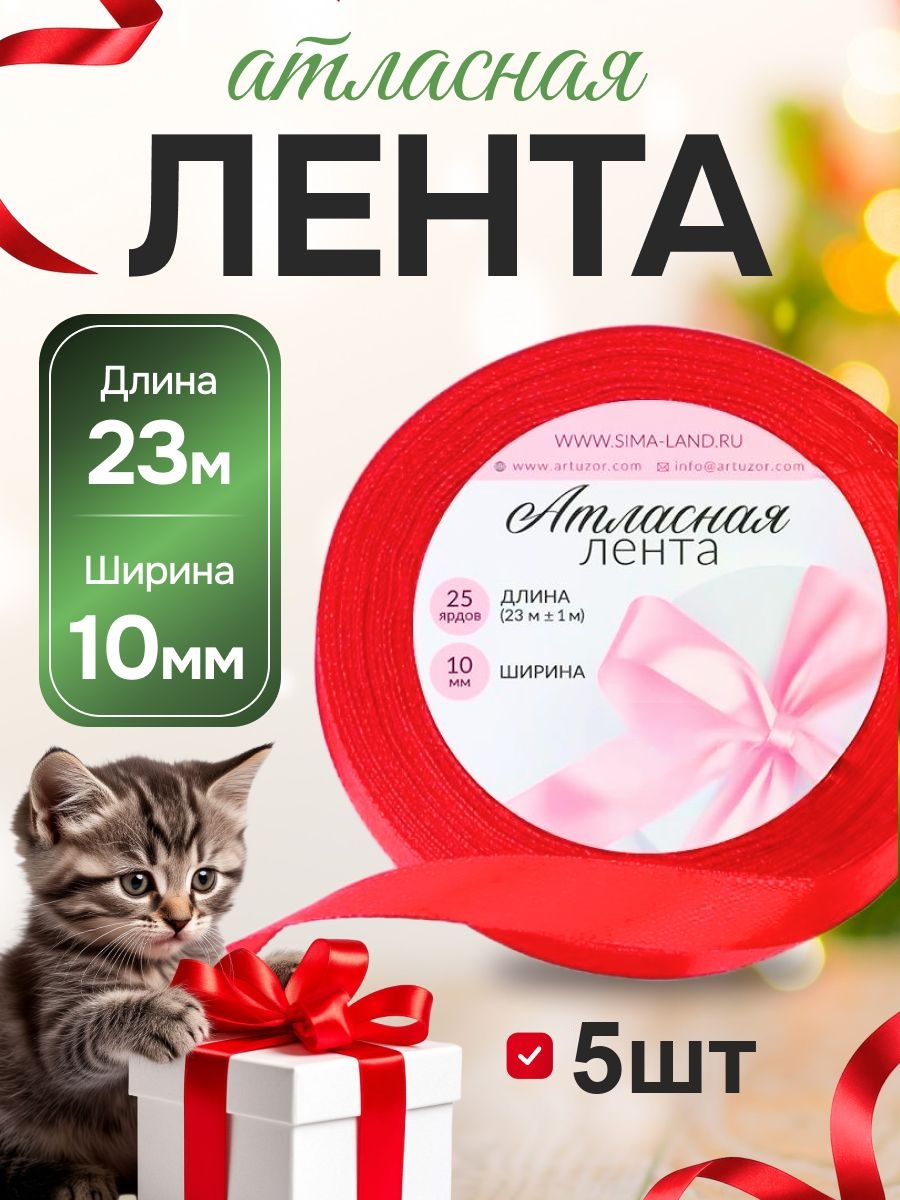 атласная
ЛЕНТА
Длина
23м
Ширина
10мм
WWW.SIMA-LAND.RU
www.artuzor.com info@artuzor.com
Атласная
лента
25
ярдов
ДЛИНА
(23 м ± 1 м)
10
мм
ШИРИНА
5шт